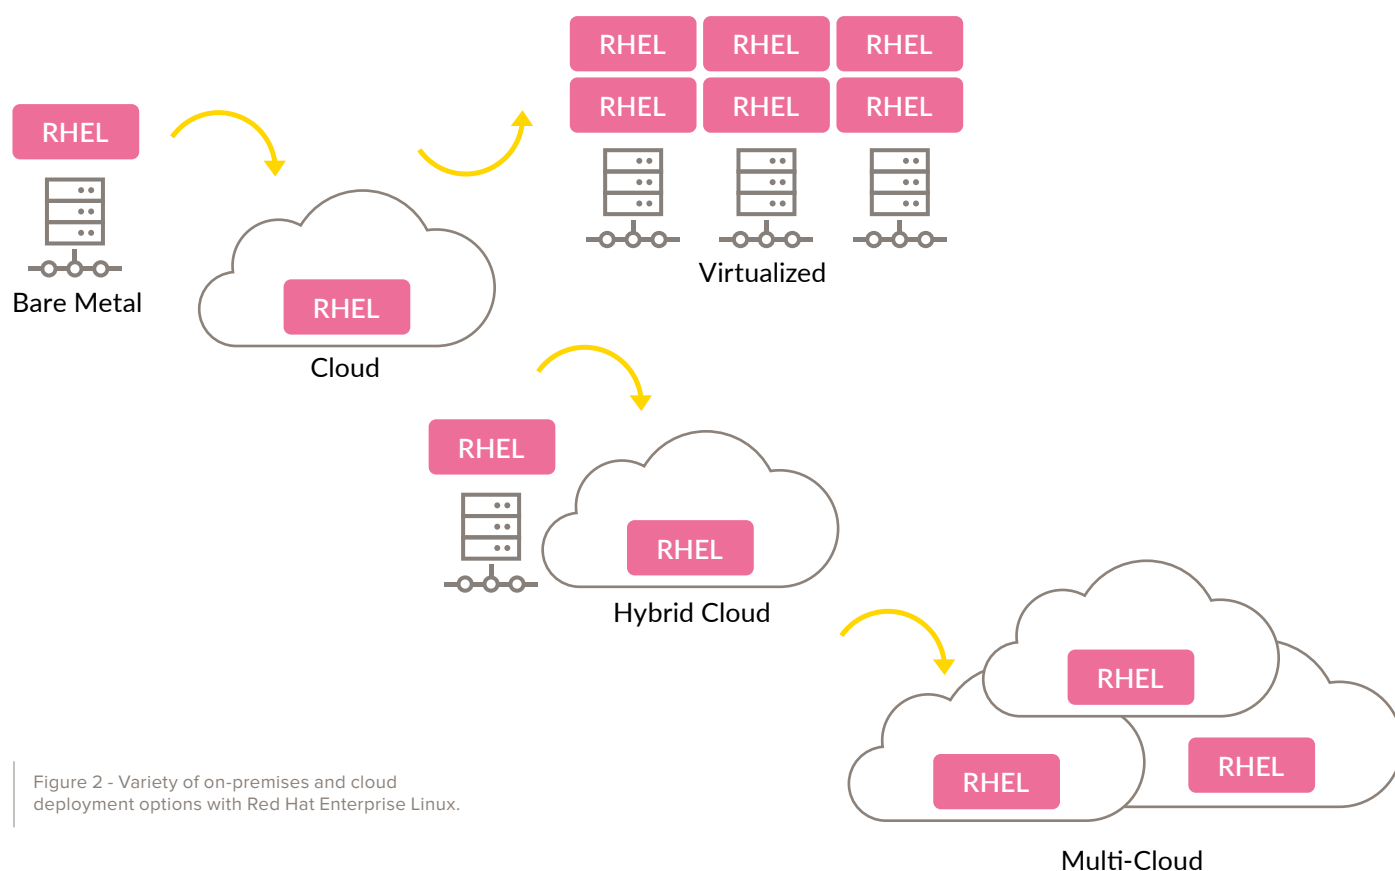 RHEL
Bare Metal
RHEL
Cloud
RHEL RHEL RHEL
RHEL RHEL RHEL
Virtualized
RHEL
RHEL
Hybrid Cloud
RHEL
RHEL
RHEL
Multi-Cloud
Figure 2 - Variety of on-premises and cloud
deployment options with Red Hat Enterprise Linux.